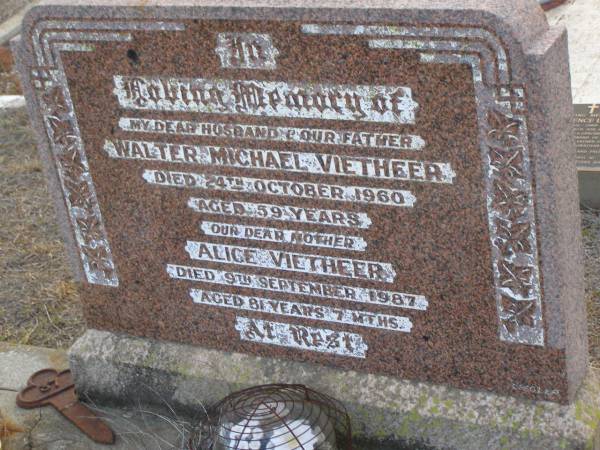 In
Loving Memory of
MY DEAR HUSBAND & OUR FATHER
WALTER MICHAEL VIETHEER
DIED 24TH OCTOBER 1960
AGED 59 YEARS
OUR DEAR MOTHER
ALICE VIETHEER
DIED 9TH SEPTEMBER 1987
AGED 81 YEARS 7 MTHS.
At Rest